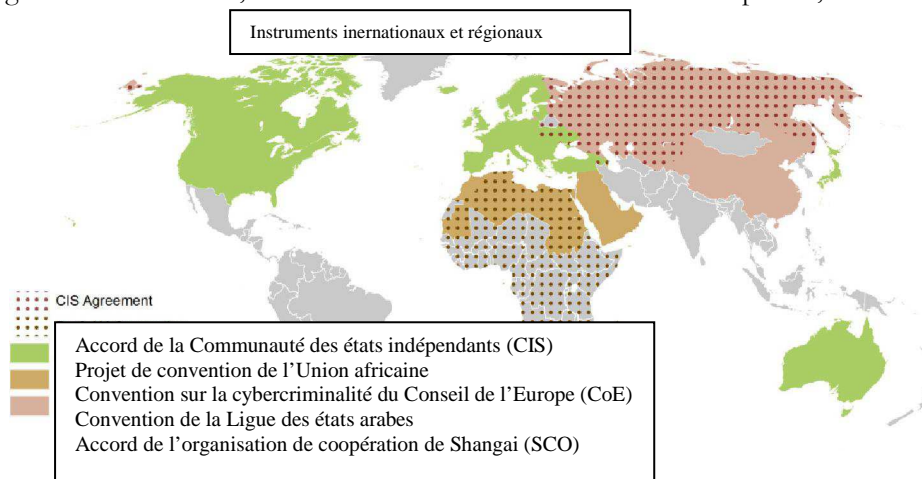 Instruments inernationaux et régionaux
CIS Agreement
Accord de la Communauté des états indépendants (CIS)
Projet de convention de l'Union africaine
Convention sur la cybercriminalité du Conseil de l'Europe (CoE)
Convention de la Ligue des états arabes
Accord de l'organisation de coopération de Shangai (SCO)